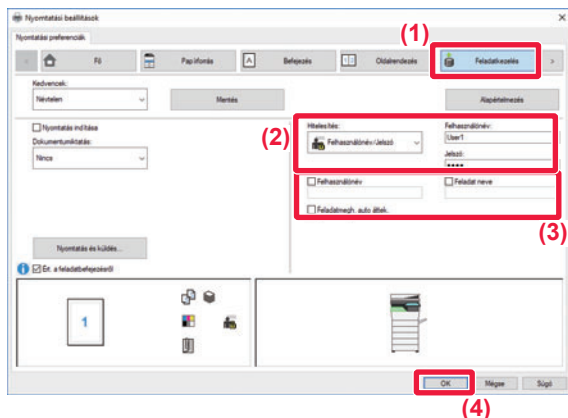 Nyomtatási beállítások
Nyomtatási preferenciák
(1)
Fő
Papírforrás
Befejezés
Oldalrendezés
Feladatkezelés
Kedvencek:
Névtelen
Mentés
Alapértelmezés
Nyomtatás indítása
Dokumentumiktatás:
Nincs
(2)
Hitelesítés:
Felhasználónév/Jelszó
Felhasználónév:
User1
Jelszó:
••••
Felhasználónév
Feladat neve
Feladatmegh. auto áttek.
(3)
Nyomtatás és küldés...
Ért. a feladatbefejezésről
1
OK
Mégse
Súgó
(4)